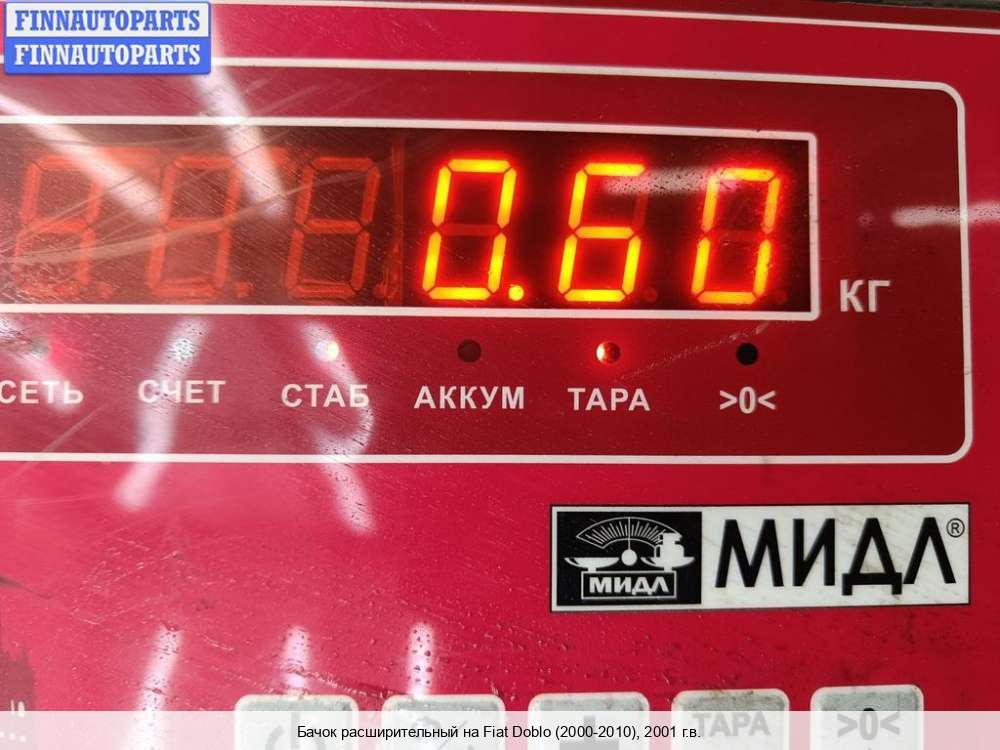 FINNAUTOPARTS
FINNAUTOPARTS
0.60
КГ
СЕТЬ СЧЕТ СТАБ АККУМ ТАРА >0<
МИДЛ МИДЛ®
ТАРА >0<
Бачок расширительный на Fiat Doblo (2000-2010), 2001 г.в.